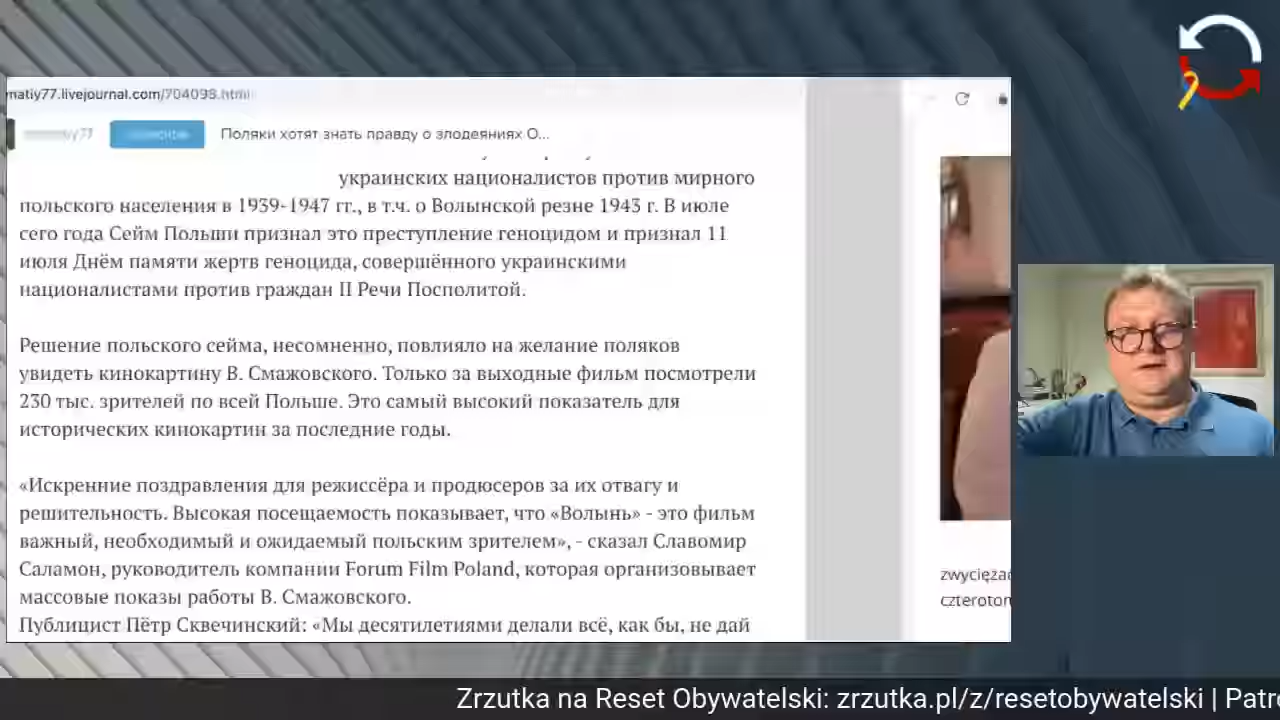 matiy77.livejournal.com/704098.html
matiy77
Поляки хотят знать правду о злодеяниях О...
украинских националистов против мирного
польского населения в 1939-1947 гг., в т.ч. о Волынской резне 1943 г. В июле
сего года Сейм Польши признал это преступление геноцидом и признал 11
июля Днём памяти жертв геноцида, совершённого украинскими
националистами против граждан II Речи Посполитой.
Решение польского сейма, несомненно, повлияло на желание поляков
увидеть кинокартину В. Смажовского. Только за выходные фильм посмотрели
230 тыс. зрителей по всей Польше. Это самый высокий показатель для
исторических кинокартин за последние годы.
«Искренние поздравления для режиссёра и продюсеров за их отвагу и
решительность. Высокая посещаемость показывает, что «Волынь» - это фильм
важный, необходимый и ожидаемый польским зрителем», - сказал Славомир
Саламон, руководитель компании Forum Film Poland, которая организовывает
массовые показы работы В. Смажовского.
Публицист Пётр Сквечинский: «Мы десятилетиями делали всё, как бы, не дай
zwycięża
czteroto
Zrzutka na Reset Obywatelski: zrzutka.pl/z/resetobywatelski | Patr